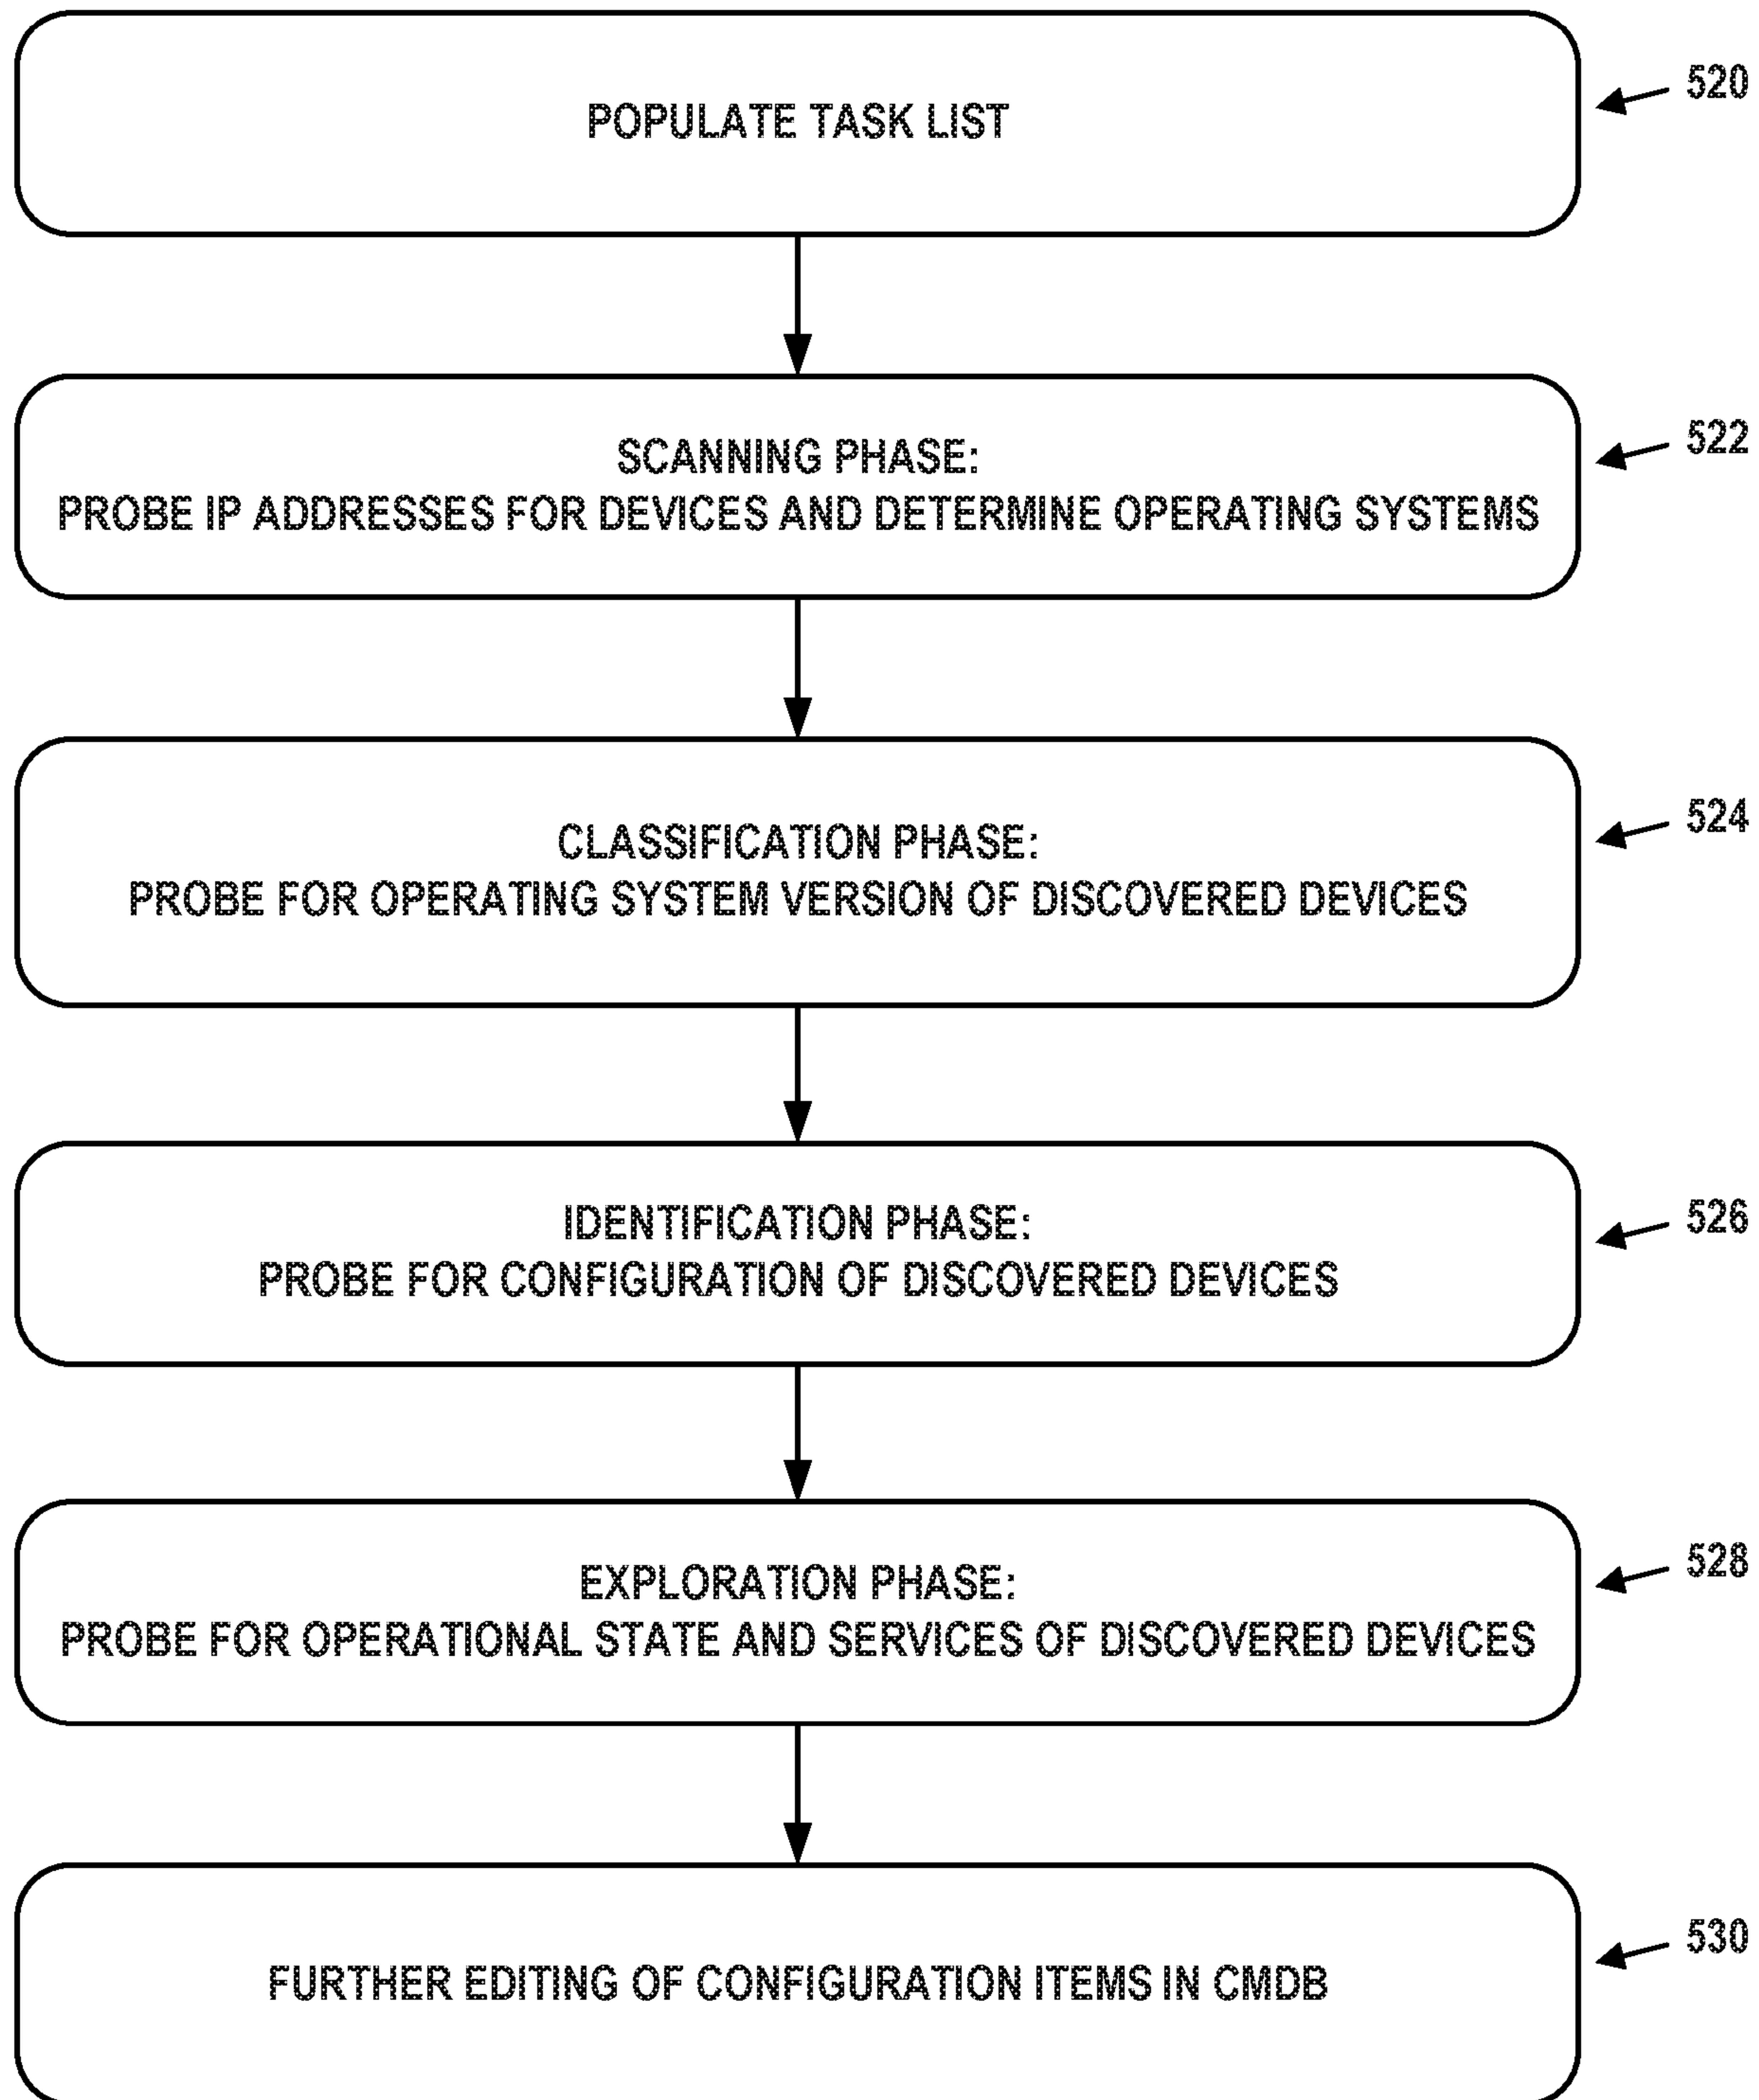 POPULATE TASK LIST
520
SCANNING PHASE:
PROBE IP ADDRESSES FOR DEVICES AND DETERMINE OPERATING SYSTEMS
522
CLASSIFICATION PHASE:
PROBE FOR OPERATING SYSTEM VERSION OF DISCOVERED DEVICES
524
IDENTIFICATION PHASE:
PROBE FOR CONFIGURATION OF DISCOVERED DEVICES
526
EXPLORATION PHASE:
PROBE FOR OPERATIONAL STATE AND SERVICES OF DISCOVERED DEVICES
528
FURTHER EDITING OF CONFIGURATION ITEMS IN CMDB
530